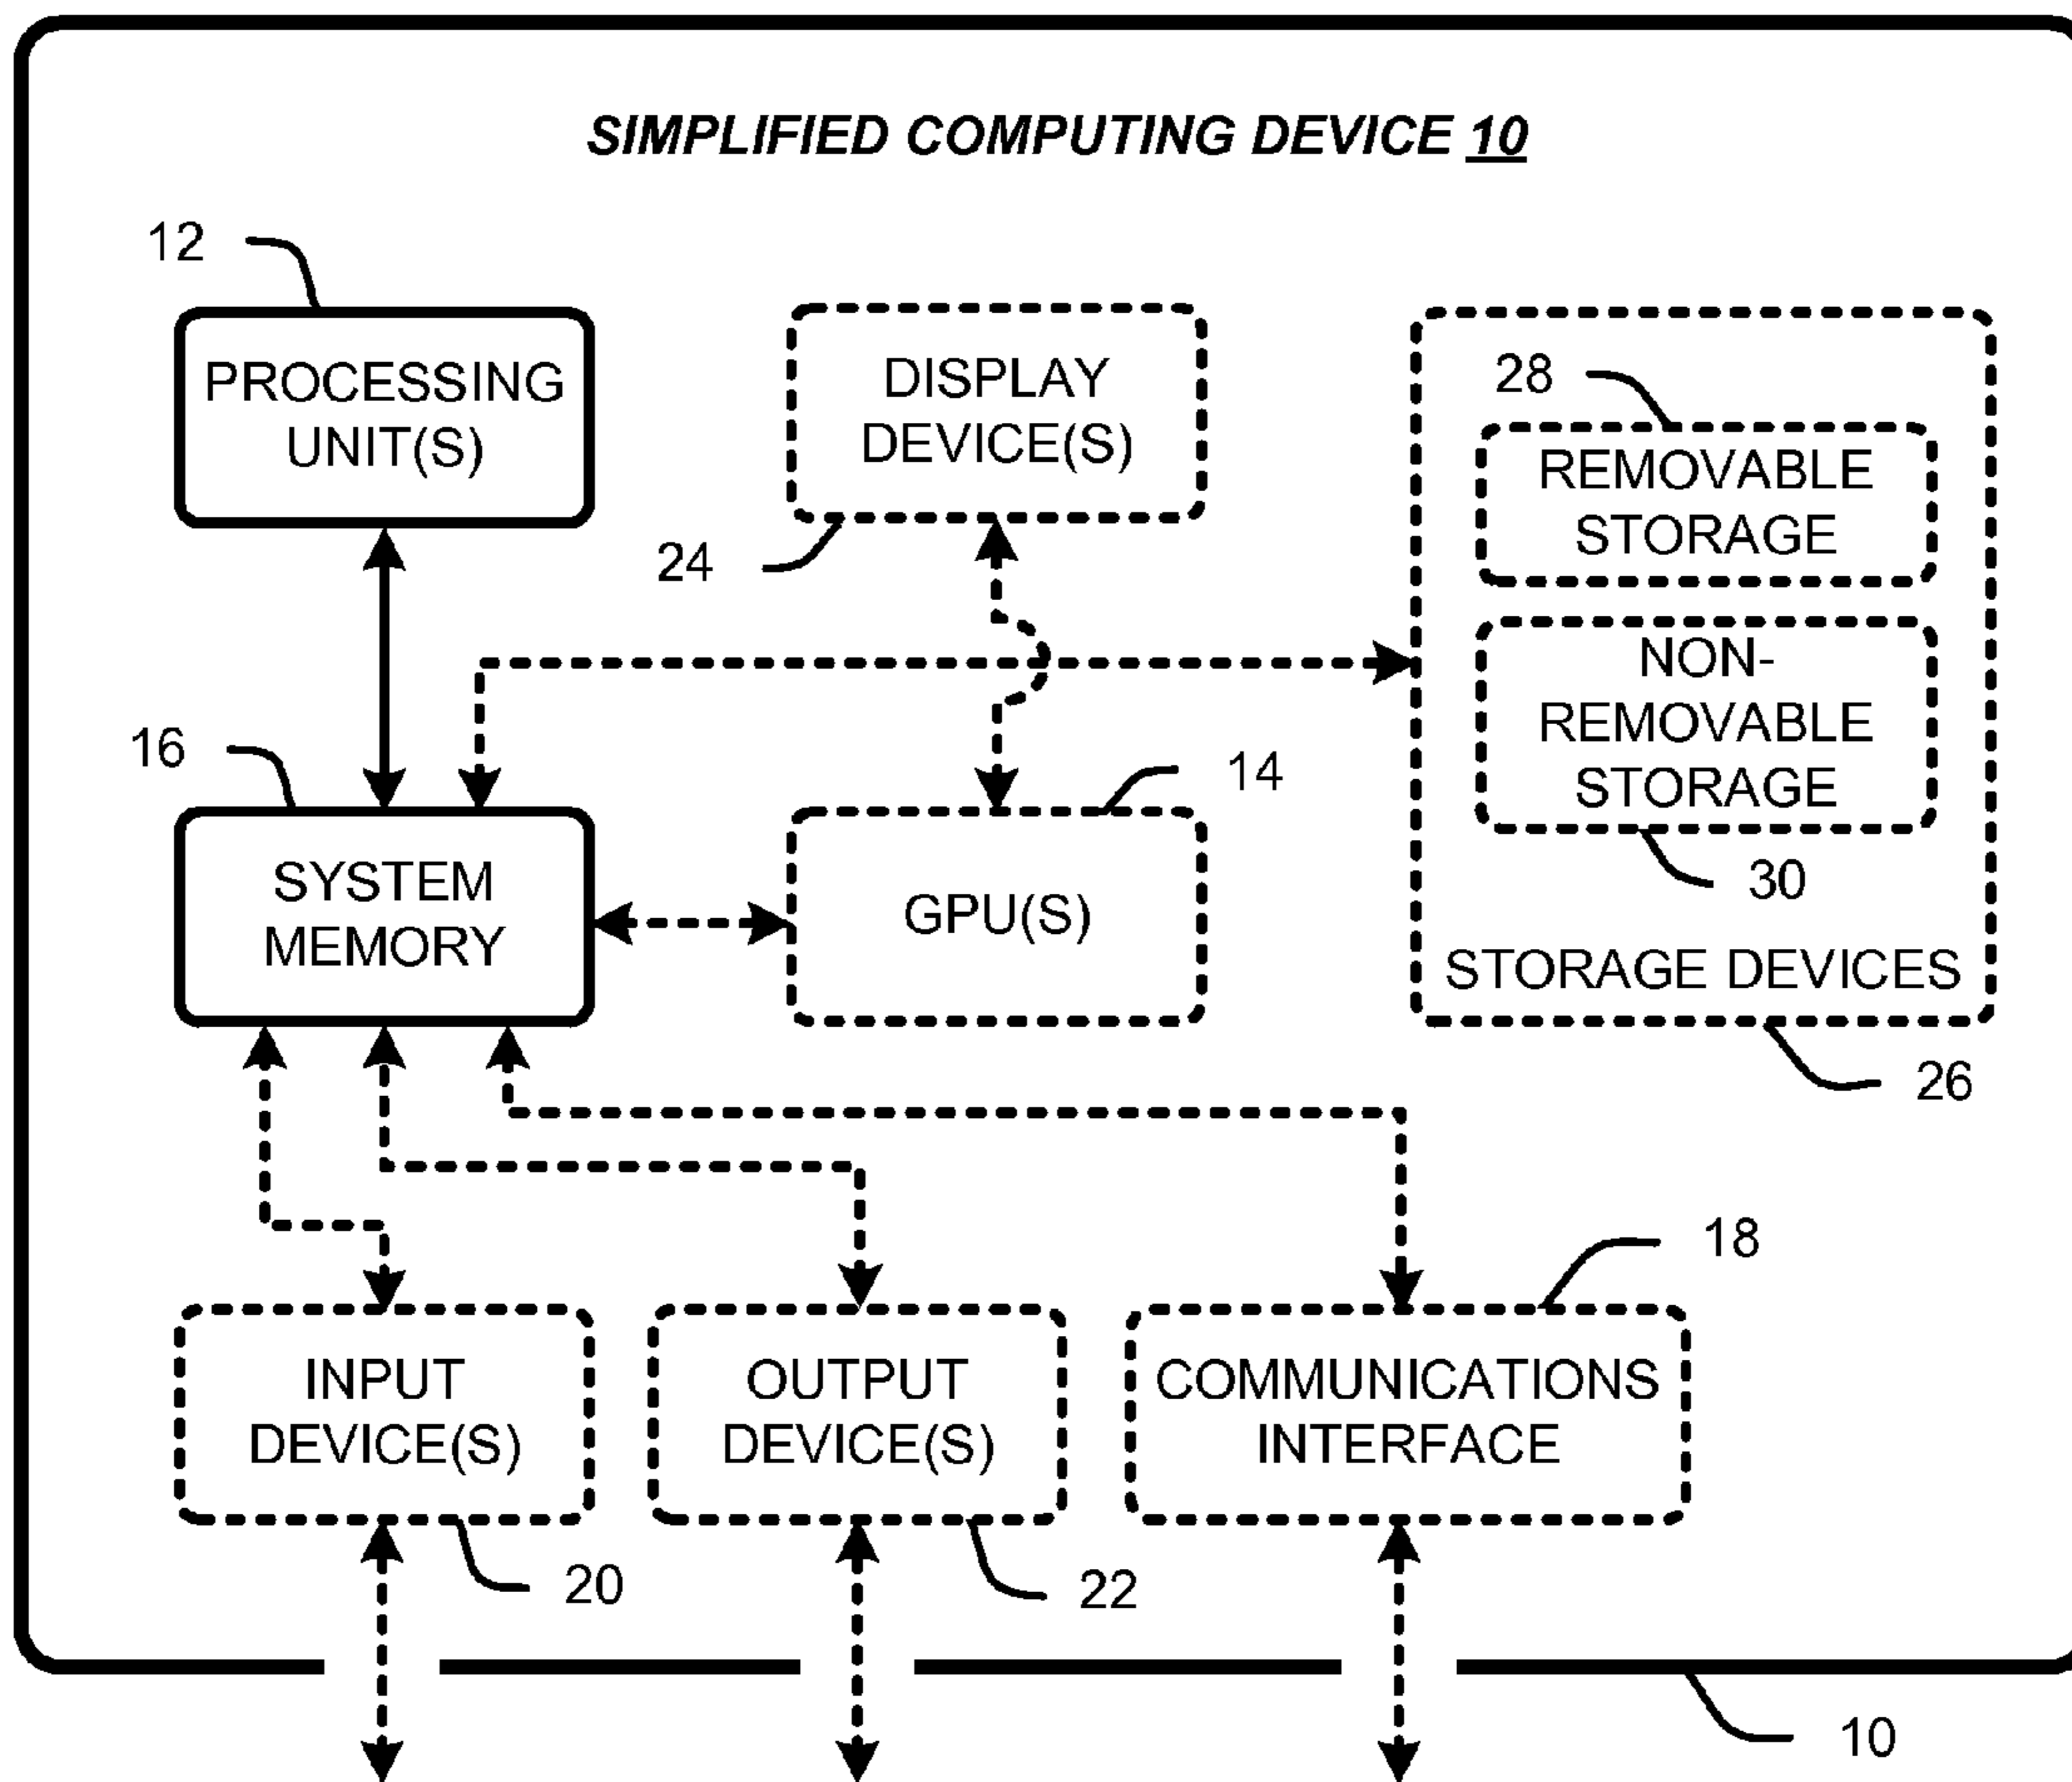 SIMPLIFIED COMPUTING DEVICE 10
12
PROCESSING
UNIT(S)
DISPLAY
DEVICE(S)
24
28
REMOVABLE
STORAGE
NON-
REMOVABLE
STORAGE
30
STORAGE DEVICES
26
16
SYSTEM
MEMORY
14
GPU(S)
18
INPUT
DEVICE(S)
20
OUTPUT
DEVICE(S)
22
COMMUNICATIONS
INTERFACE
10